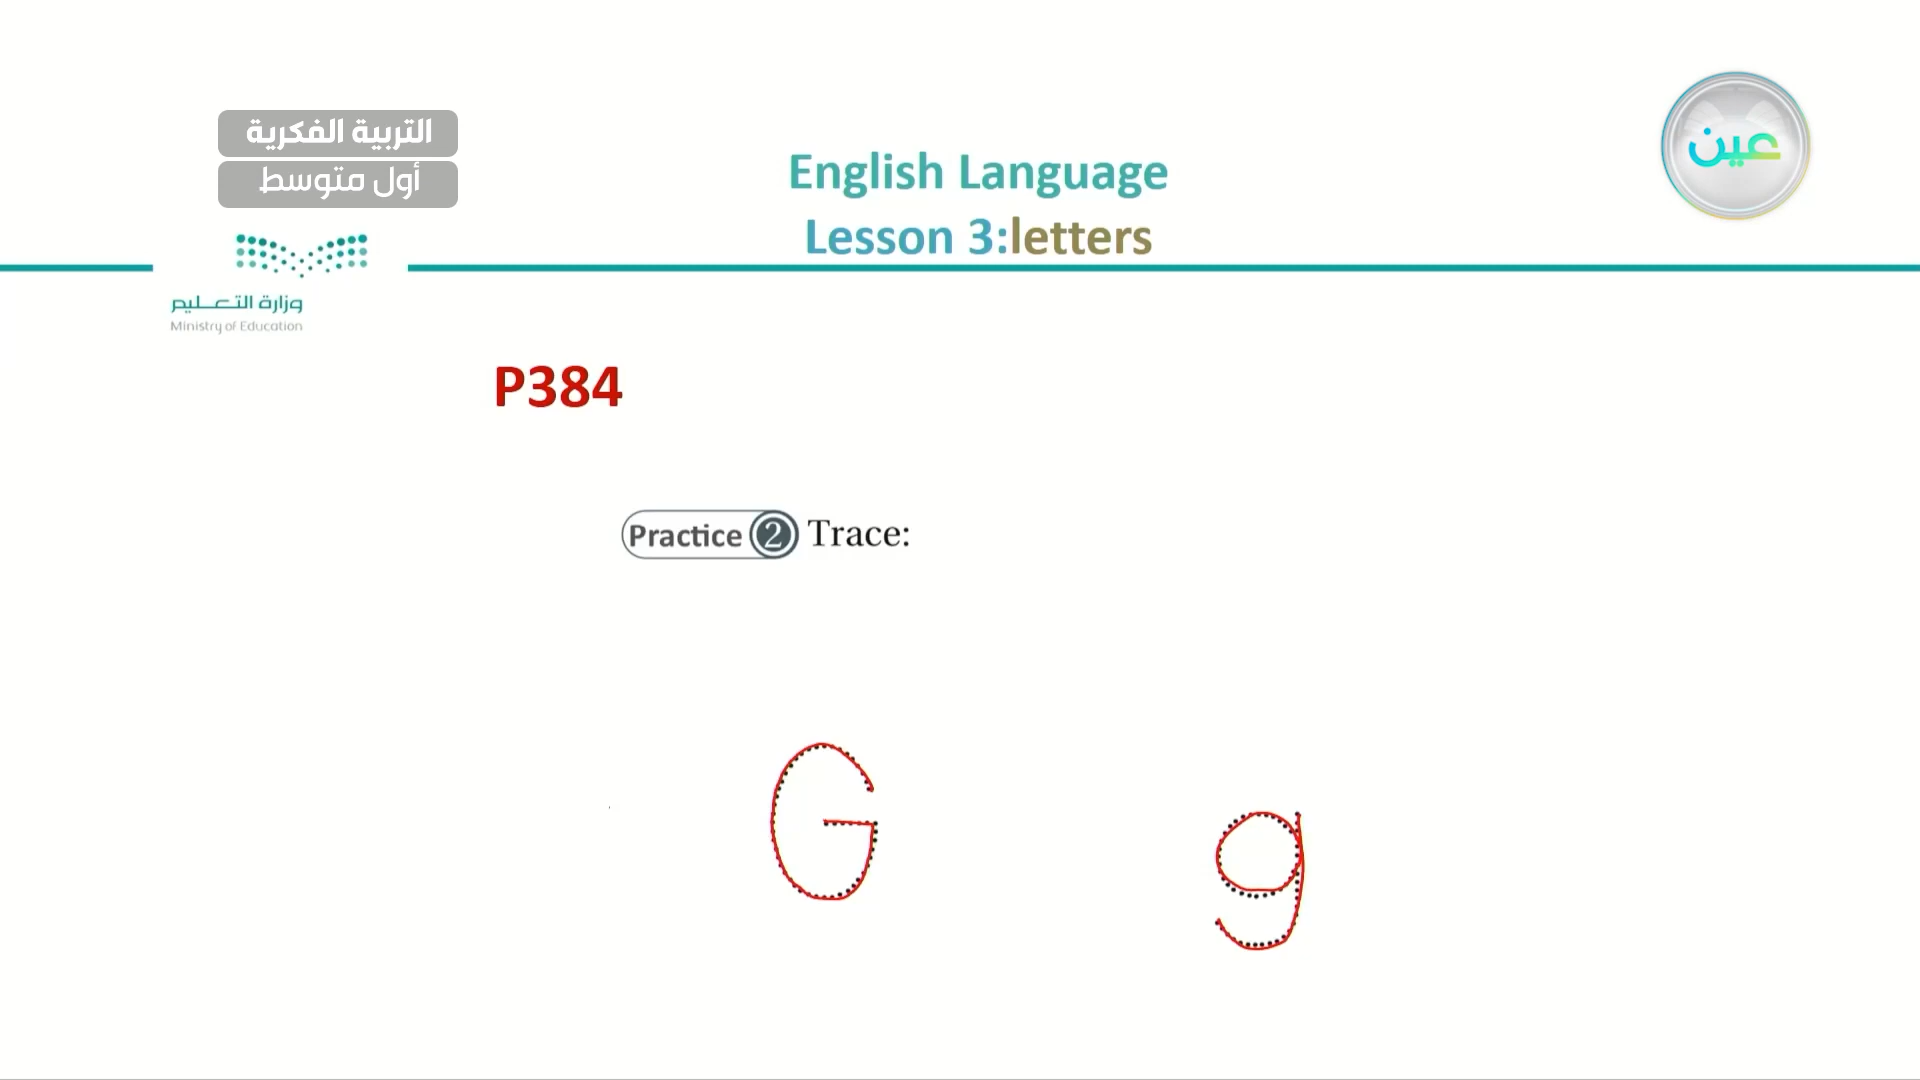 التربية الفكرية
أول متوسط
عين
English Language
Lesson 3:letters
وزارة التعليم
Ministry of Education
P384
Practice 2 Trace:
G g